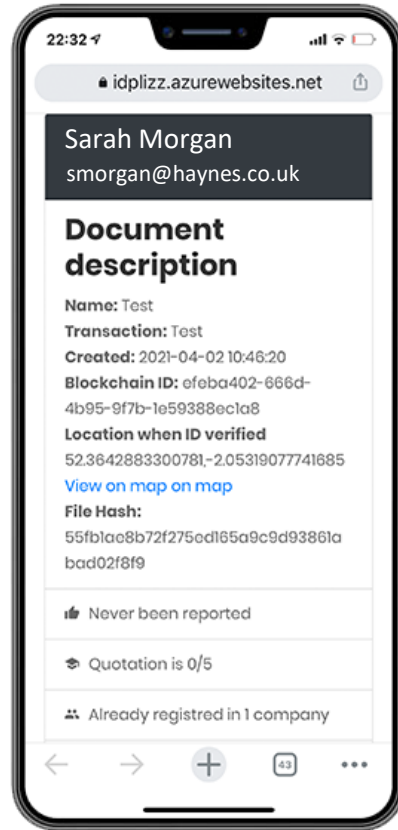 22:32
idplizz.azurewebsites.net
Sarah Morgan
smorgan@haynes.co.uk
Document
description
Name: Test
Transaction: Test
Created: 2021-04-02 10:46:20
Blockchain ID: efeba402-666d-
4b95-9f7b-1e59388ec1a8
Location when ID verified
52.3642883300781,-2.05319077741685
View on map on map
File Hash:
55fb1ae8b72f275ed165a9c9d93861a
bad02f8f9
Never been reported
Quotation is 0/5
Already registred in 1 company
43